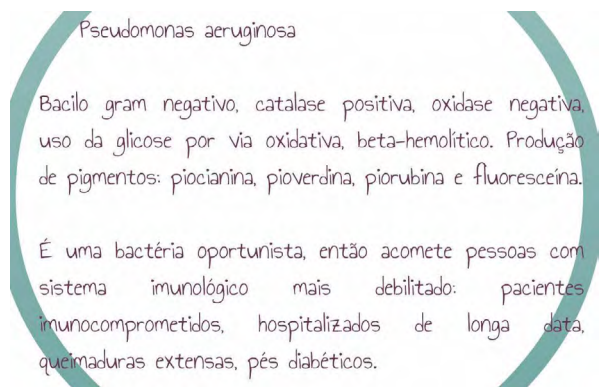 Pseudomonas aeruginosa
Bacilo gram negativo, catalase positiva, oxidase negativa,
uso da glicose por via oxidativa, beta-hemolítico. Produção
de pigmentos: piocianina, pioverdina, piorubina e fluoresceína.
É uma bactéria oportunista, então acomete pessoas com
sistema imunológico mais debilitado: pacientes
imunocomprometidos, hospitalizados de longa data,
queimaduras extensas, pés diabéticos.